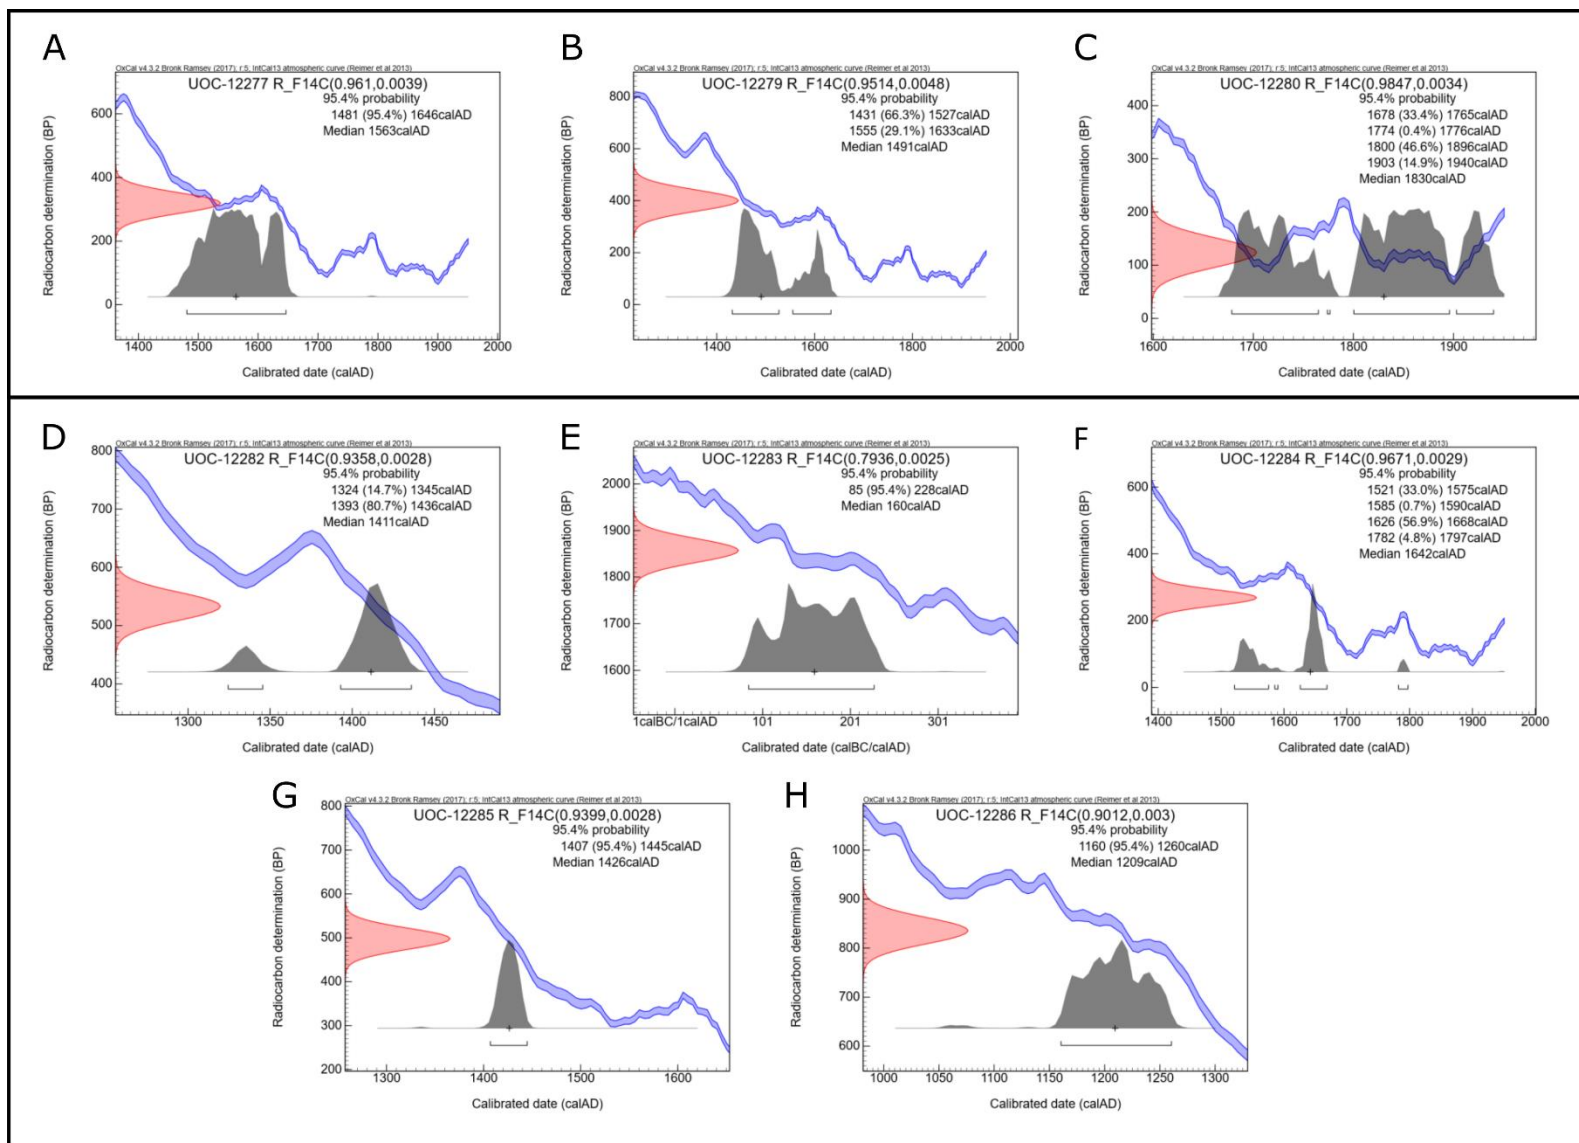 A
OxCal v4.3.2 Bronk Ramsey (2017); r:5; IntCal13 atmospheric curve (Reimer et al 2013)
UOC-12277 R_F14C(0.961,0.0039)
95.4% probability
1481 (95.4%) 1646calAD
Median 1563calAD
Radiocarbon determination (BP)
600
400
200
0
1400 1500 1600 1700 1800 1900 2000
Calibrated date (calAD)
B
OxCal v4.3.2 Bronk Ramsey (2017); r:5; IntCal13 atmospheric curve (Reimer et al 2013)
UOC-12279 R_F14C(0.9514,0.0048)
95.4% probability
1431 (66.3%) 1527calAD
1555 (29.1%) 1633calAD
Median 1491calAD
Radiocarbon determination (BP)
800
600
400
200
0
1400 1600 1800 2000
Calibrated date (calAD)
C
OxCal v4.3.2 Bronk Ramsey (2017); r:5; IntCal13 atmospheric curve (Reimer et al 2013)
UOC-12280 R_F14C(0.9847,0.0034)
95.4% probability
1678 (33.4%) 1765calAD
1774 (0.4%) 1776calAD
1800 (46.6%) 1896calAD
1903 (14.9%) 1940calAD
Median 1830calAD
Radiocarbon determination (BP)
400
300
200
100
0
1600 1700 1800 1900
Calibrated date (calAD)
D
OxCal v4.3.2 Bronk Ramsey (2017); r:5; IntCal13 atmospheric curve (Reimer et al 2013)
UOC-12282 R_F14C(0.9358,0.0028)
95.4% probability
1324 (14.7%) 1345calAD
1393 (80.7%) 1436calAD
Median 1411calAD
Radiocarbon determination (BP)
800
700
600
500
400
1300 1350 1400 1450
Calibrated date (calAD)
E
OxCal v4.3.2 Bronk Ramsey (2017); r:5; IntCal13 atmospheric curve (Reimer et al 2013)
UOC-12283 R_F14C(0.7936,0.0025)
95.4% probability
85 (95.4%) 228calAD
Median 160calAD
Radiocarbon determination (BP)
2000
1900
1800
1700
1600
1calBC/1calAD 101 201 301
Calibrated date (calBC/calAD)
F
OxCal v4.3.2 Bronk Ramsey (2017); r:5; IntCal13 atmospheric curve (Reimer et al 2013)
UOC-12284 R_F14C(0.9671,0.0029)
95.4% probability
1521 (33.0%) 1575calAD
1585 (0.7%) 1590calAD
1626 (56.9%) 1668calAD
1782 (4.8%) 1797calAD
Median 1642calAD
Radiocarbon determination (BP)
600
400
200
0
1400 1500 1600 1700 1800 1900 2000
Calibrated date (calAD)
G
OxCal v4.3.2 Bronk Ramsey (2017); r:5; IntCal13 atmospheric curve (Reimer et al 2013)
UOC-12285 R_F14C(0.9399,0.0028)
95.4% probability
1407 (95.4%) 1445calAD
Median 1426calAD
Radiocarbon determination (BP)
800
700
600
500
400
300
200
1300 1400 1500 1600
Calibrated date (calAD)
H
OxCal v4.3.2 Bronk Ramsey (2017); r:5; IntCal13 atmospheric curve (Reimer et al 2013)
UOC-12286 R_F14C(0.9012,0.003)
95.4% probability
1160 (95.4%) 1260calAD
Median 1209calAD
Radiocarbon determination (BP)
1000
900
800
700
600
1000 1050 1100 1150 1200 1250 1300
Calibrated date (calAD)